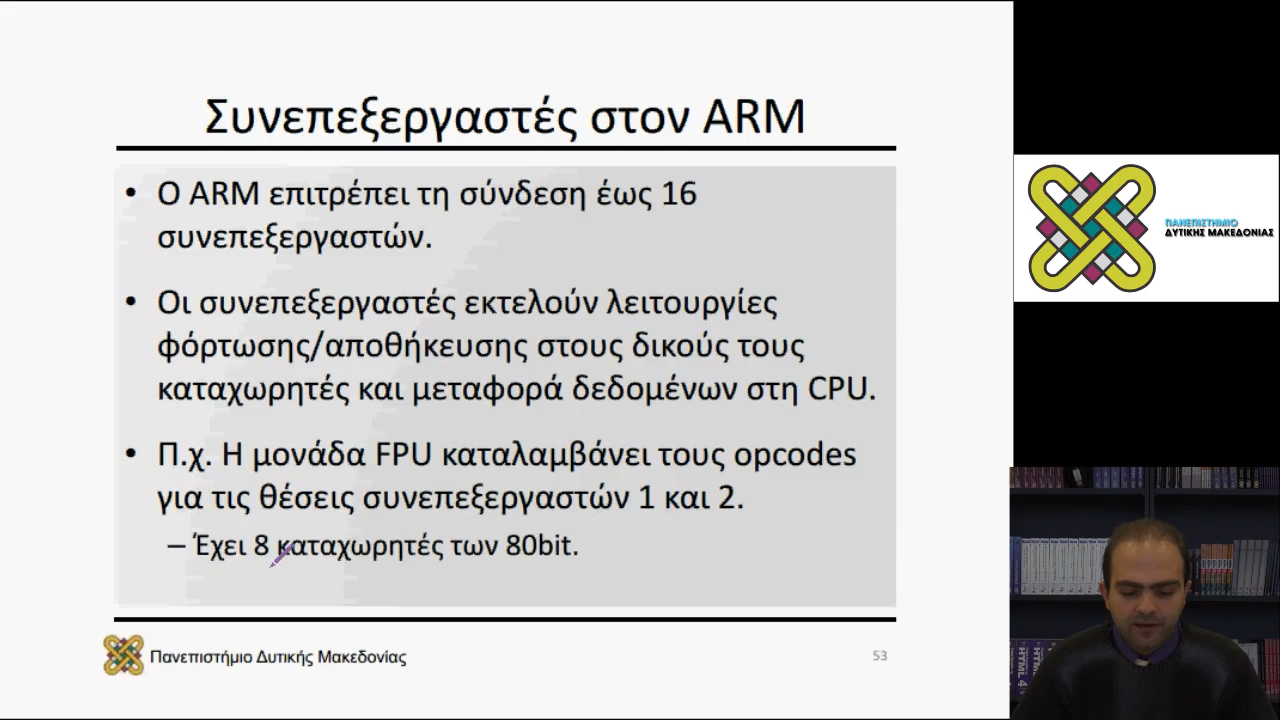 Συνεπεξεργαστές στον ARM
• Ο ARM επιτρέπει τη σύνδεση έως 16
συνεπεξεργαστών.
• Οι συνεπεξεργαστές εκτελούν λειτουργίες
φόρτωσης/αποθήκευσης στους δικούς τους
καταχωρητές και μεταφορά δεδομένων στη CPU.
• Π.χ. Η μονάδα FPU καταλαμβάνει τους opcodes
για τις θέσεις συνεπεξεργαστών 1 και 2.
– Έχει 8 καταχωρητές των 80bit.
Πανεπιστήμιο Δυτικής Μακεδονίας
53
ΠΑΝΕΠΙΣΤΗΜΙΟ
ΔΥΤΙΚΗΣ ΜΑΚΕΔΟΝΙΑΣ
HTML 4